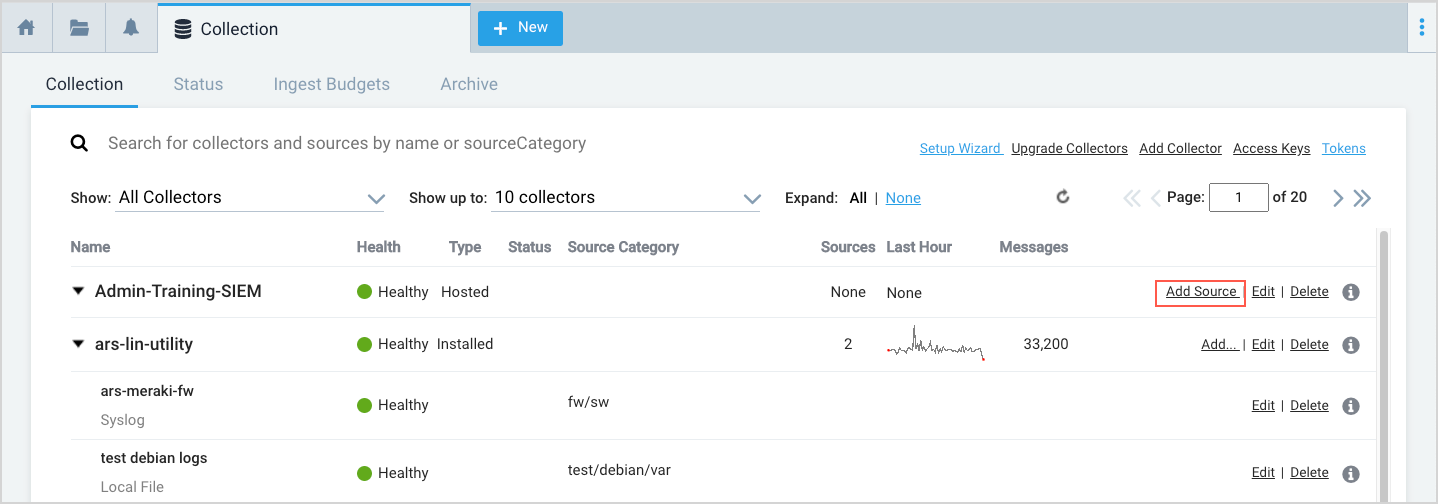 Collection
+ New
Collection Status Ingest Budgets Archive
Search for collectors and sources by name or sourceCategory
Setup Wizard Upgrade Collectors Add Collector Access Keys Tokens
Show: All Collectors Show up to: 10 collectors Expand: All | None Page: 1 of 20
Name Health Type Status Source Category Sources Last Hour Messages
Admin-Training-SIEM Healthy Hosted None None Add Source Edit | Delete
ars-lin-utility Healthy Installed 2 33,200 Add... | Edit | Delete
ars-meraki-fw
Syslog
Healthy fw/sw Edit | Delete
test debian logs
Local File
Healthy test/debian/var Edit | Delete